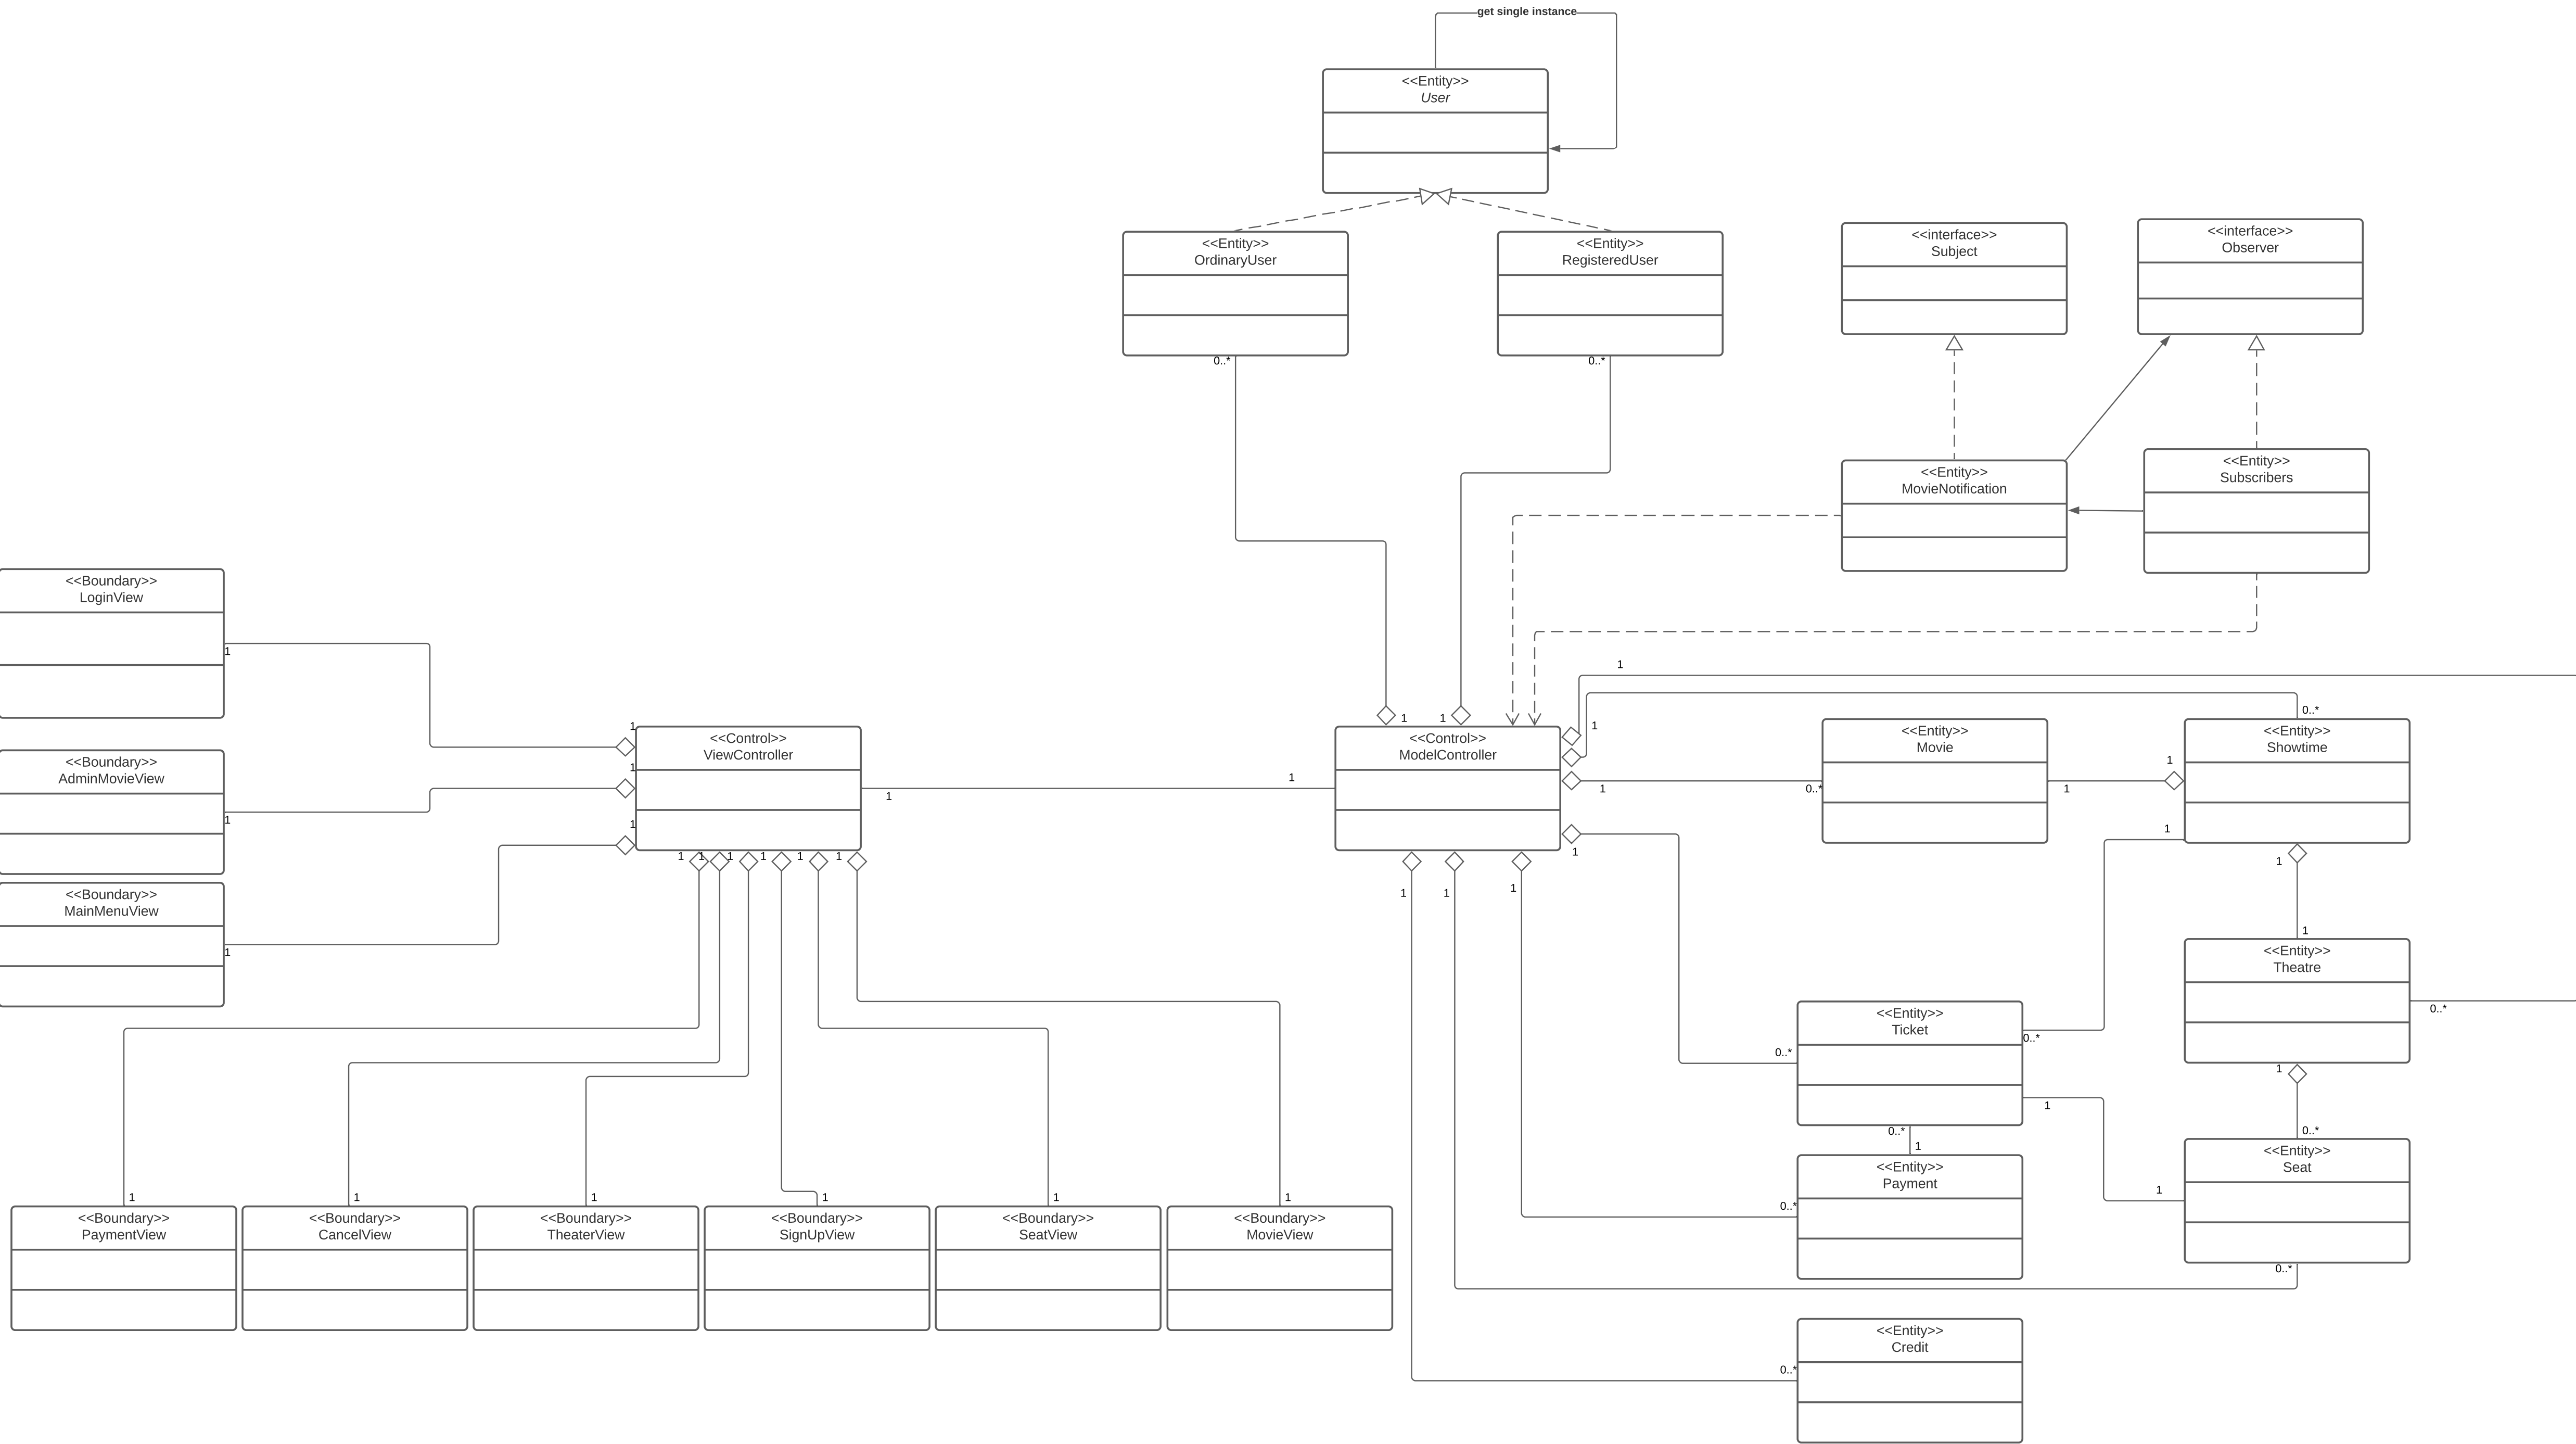 get single instance
<<Entity>>
User
<<Entity>>
OrdinaryUser
0..*
<<Entity>>
RegisteredUser
0..*
<<interface>>
Subject
<<interface>>
Observer
<<Entity>>
MovieNotification
<<Entity>>
Subscribers
<<Boundary>>
LoginView
1
<<Boundary>>
AdminMovieView
1
<<Boundary>>
MainMenuView
1
1
1
1
<<Control>>
ViewController
1
1
1
1
1
1
1
1
1
1
<<Control>>
ModelController
1
1
1
1
1
1
1
1
0..*
<<Entity>>
Movie
1
1
0..*
<<Entity>>
Showtime
1
1
1
<<Entity>>
Theatre
0..*
1
0..*
<<Entity>>
Ticket
0..*
0..*
1
0..*
1
<<Entity>>
Payment
0..*
0..*
<<Entity>>
Seat
1
0..*
1
<<Boundary>>
PaymentView
1
<<Boundary>>
CancelView
1
<<Boundary>>
TheaterView
1
<<Boundary>>
SignUpView
1
<<Boundary>>
SeatView
1
<<Boundary>>
MovieView
0..*
<<Entity>>
Credit